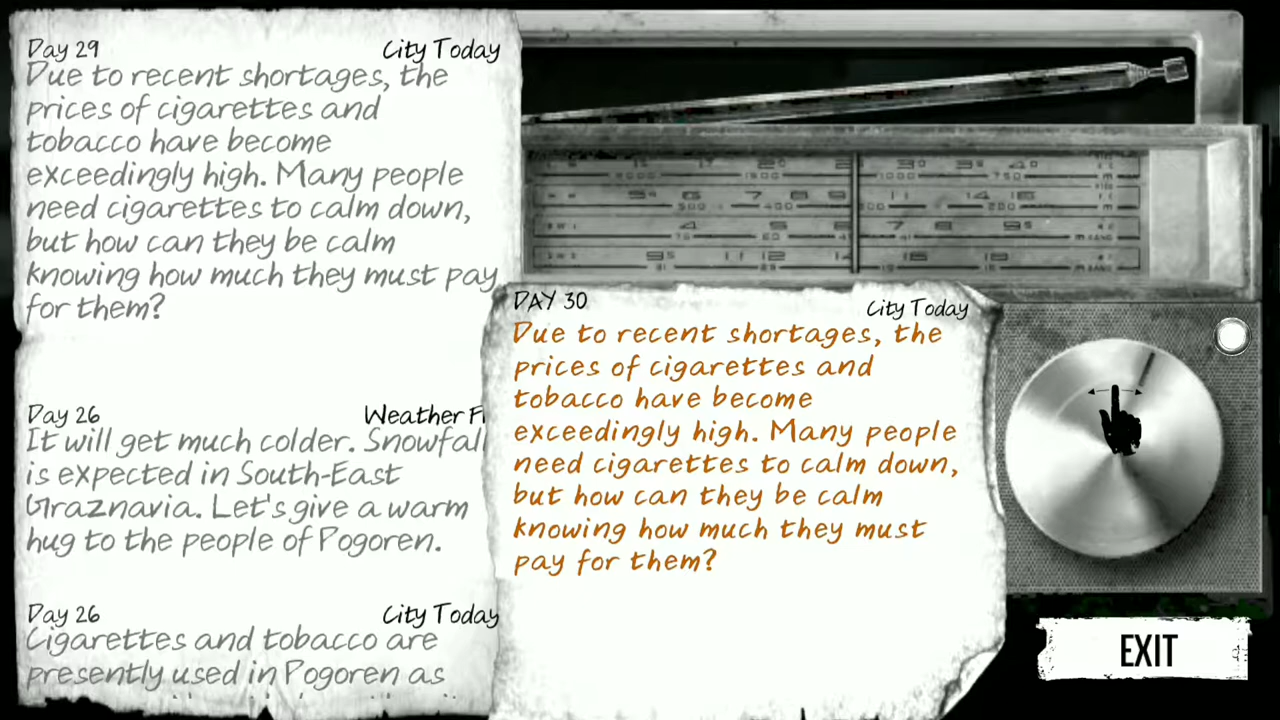 Day 29 City Today
Due to recent shortages, the
prices of cigarettes and
tobacco have become
exceedingly high. Many people
need cigarettes to calm down,
but how can they be calm
knowing how much they must pay
for them?
Day 26 Weather
It will get much colder. Snowfall
is expected in South-East
Graznavia. Let's give a warm
hug to the people of Pogoren.
Day 26 City Today
Cigarettes and tobacco are
presently used in Pogoren as
DAY 30 City Today
Due to recent shortages, the
prices of cigarettes and
tobacco have become
exceedingly high. Many people
need cigarettes to calm down,
but how can they be calm
knowing how much they must
pay for them?
EXIT